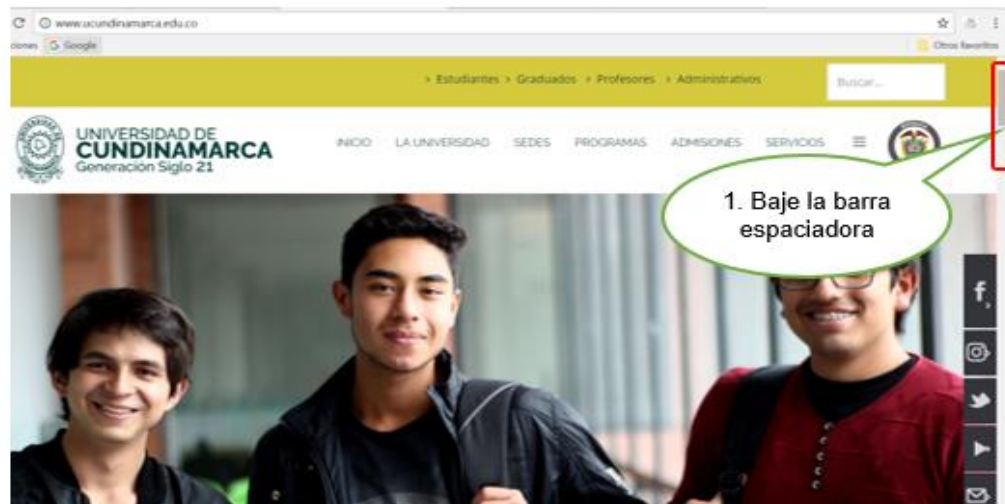 www.ucundinamarca.edu.co
ciones Google Otros favoritos
> Estudiantes > Graduados > Profesores > Administrativos Buscar...
UNIVERSIDAD DE
CUNDINAMARCA
Generación Siglo 21
INICIO LA UNIVERSIDAD SEDES PROGRAMAS ADMISIONES SERVICIOS
1. Baje la barra
espaciadora